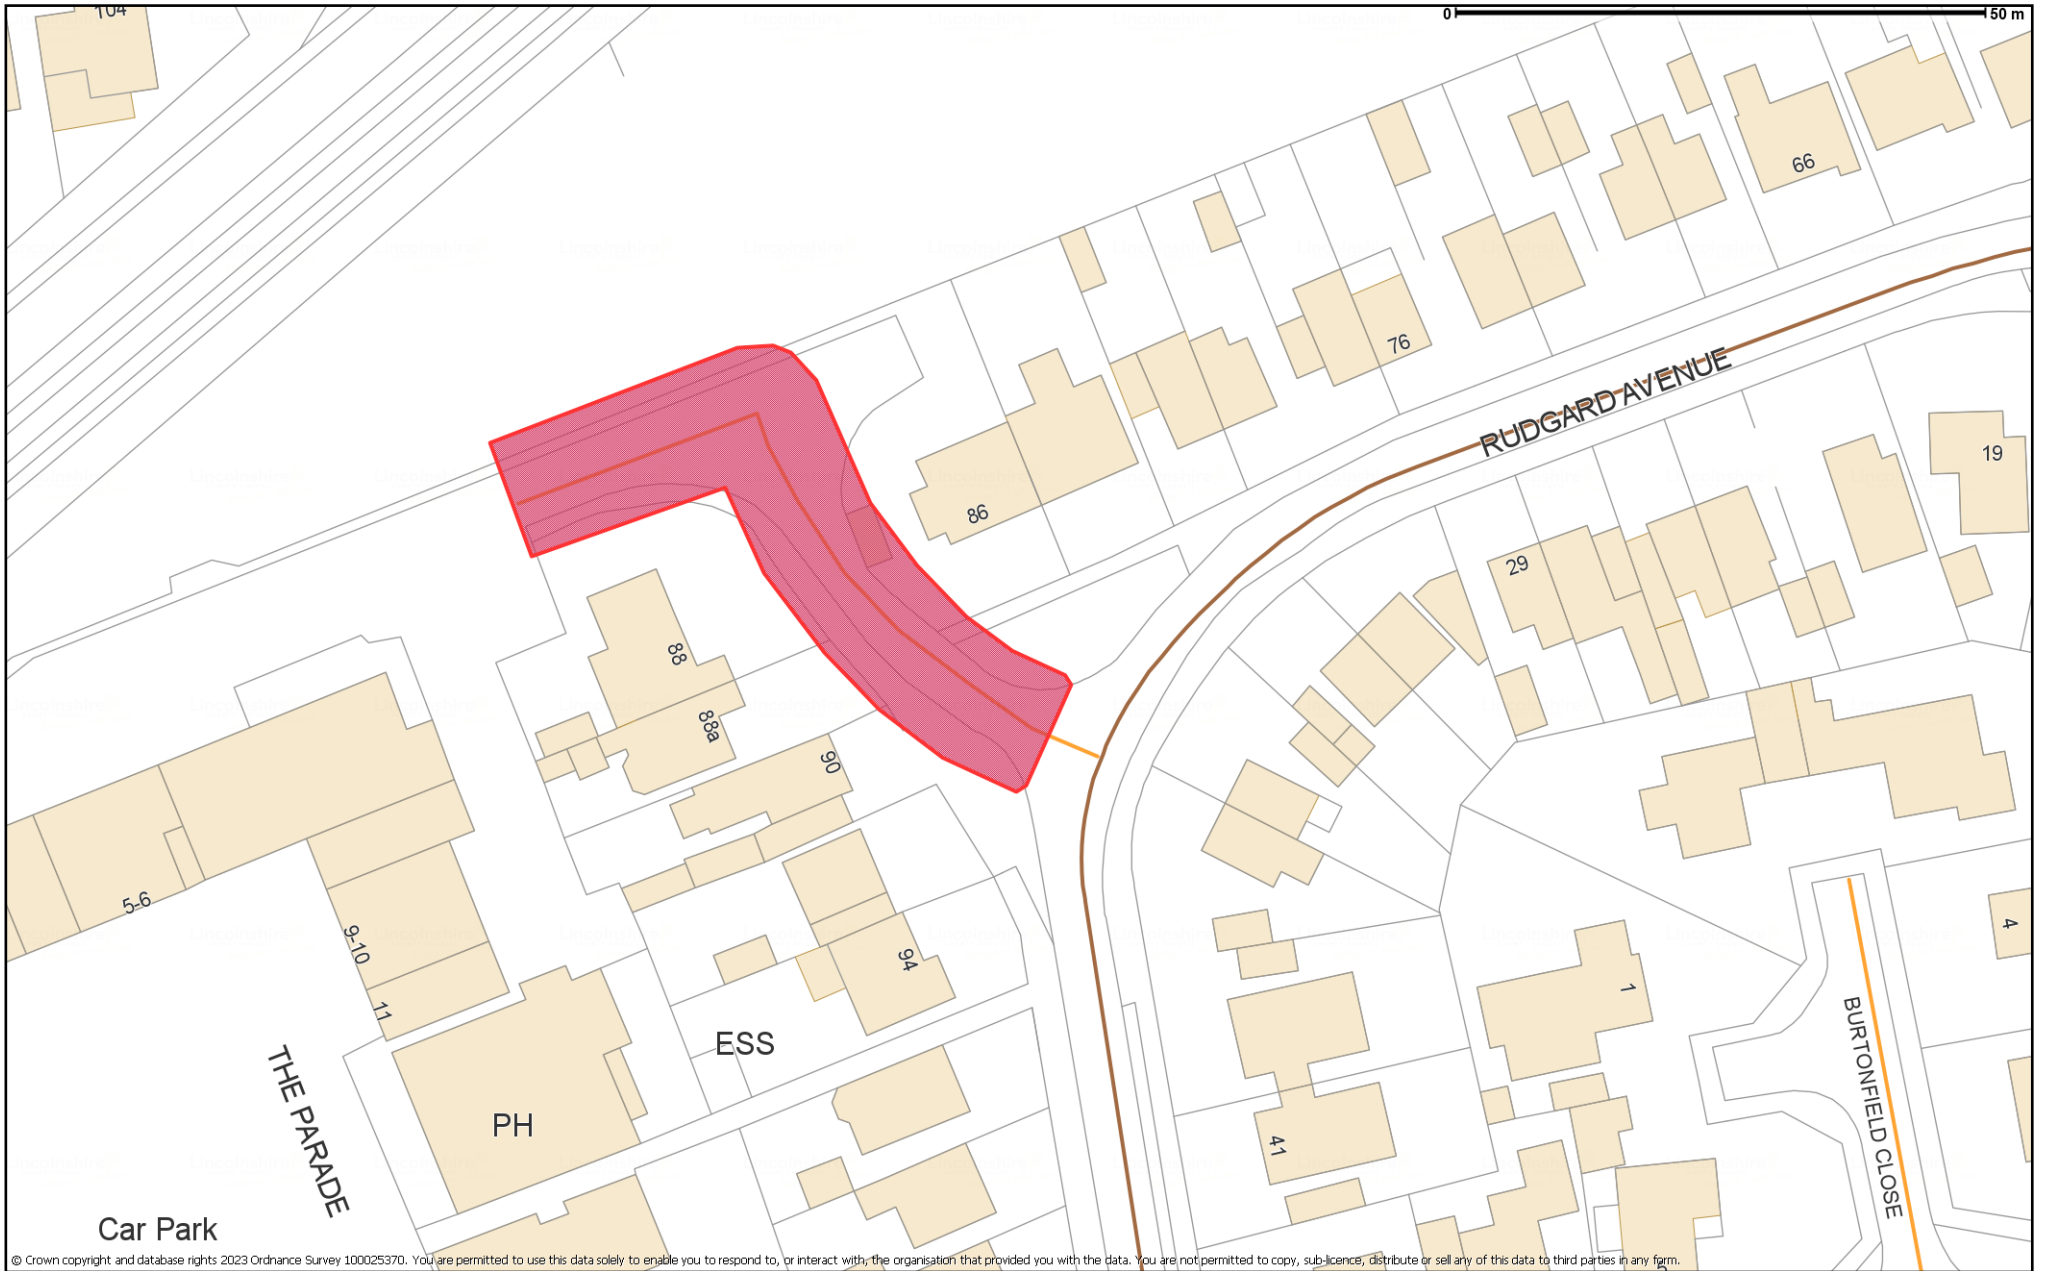 104
0 50 m
66
76
RUDGARD AVENUE
19
86
29
88
88a
90
5-6
9-10
94
11
1
4
ESS
THE PARADE
PH
41
BURTONFIELD CLOSE
Car Park
© Crown copyright and database rights 2023 Ordnance Survey 100025370. You are permitted to use this data solely to enable you to respond to, or interact with, the organisation that provided you with the data. You are not permitted to copy, sub-licence, distribute or sell any of this data to third parties in any form.